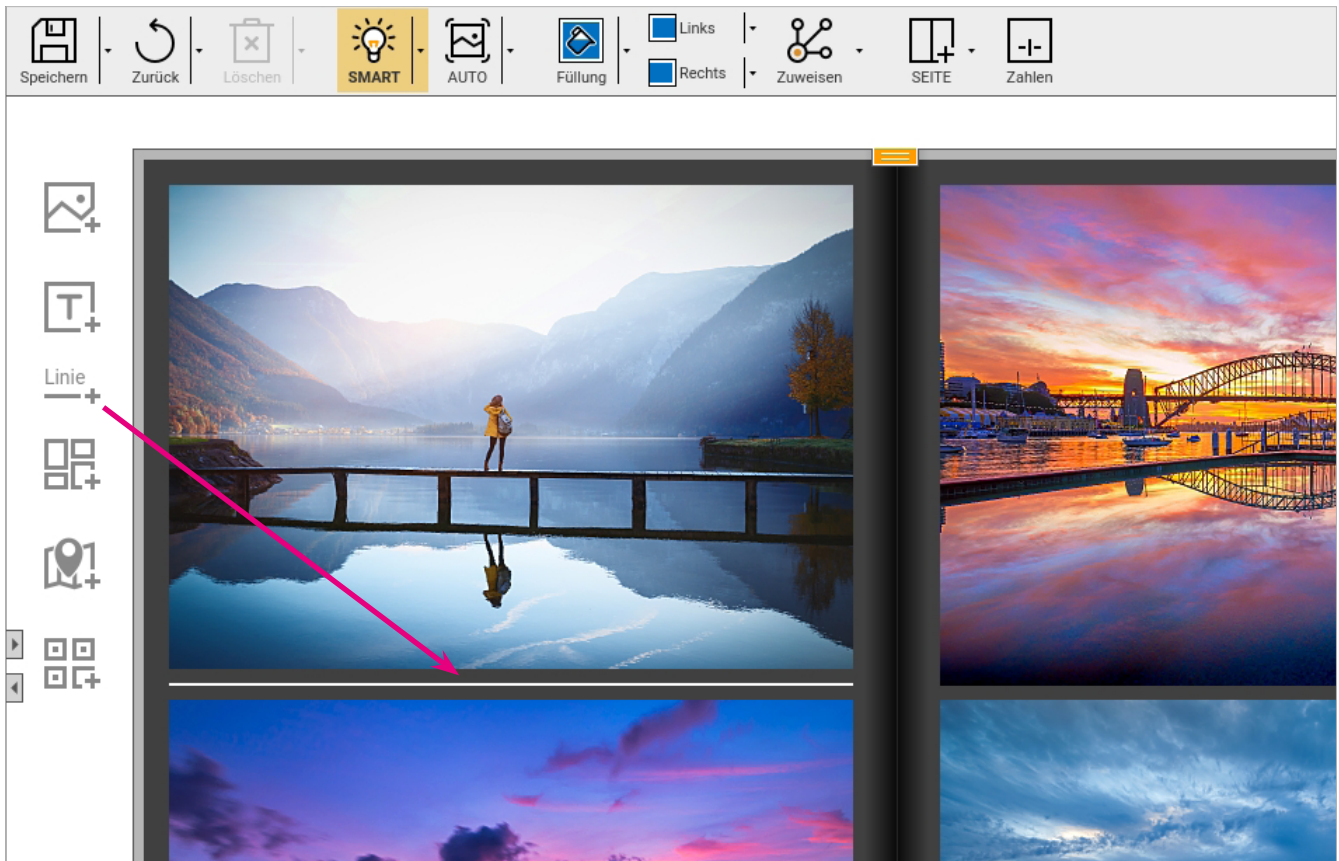 Speichern
Zurück
Löschen
SMART
AUTO
Füllung
Links
Rechts
Zuweisen
SEITE
Zahlen
T
Linie